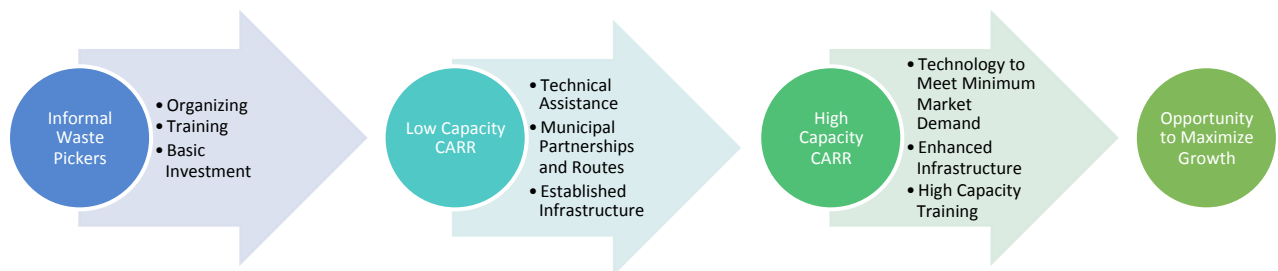 Informal
Waste
Pickers
• Organizing
• Training
• Basic
Investment
Low Capacity
CARR
• Technical
Assistance
• Municipal
Partnerships
and Routes
• Established
Infrastructure
High
Capacity
CARR
• Technology to
Meet Minimum
Market
Demand
• Enhanced
Infrastructure
• High Capacity
Training
Opportunity
to Maximize
Growth